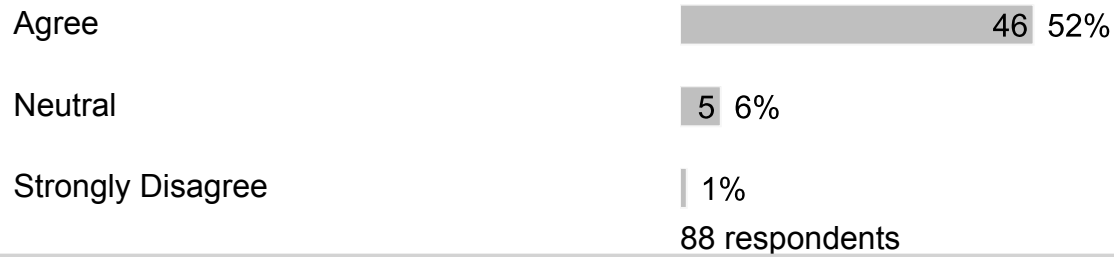 Agree 46 52%
Neutral 5 6%
Strongly Disagree 1%
88 respondents